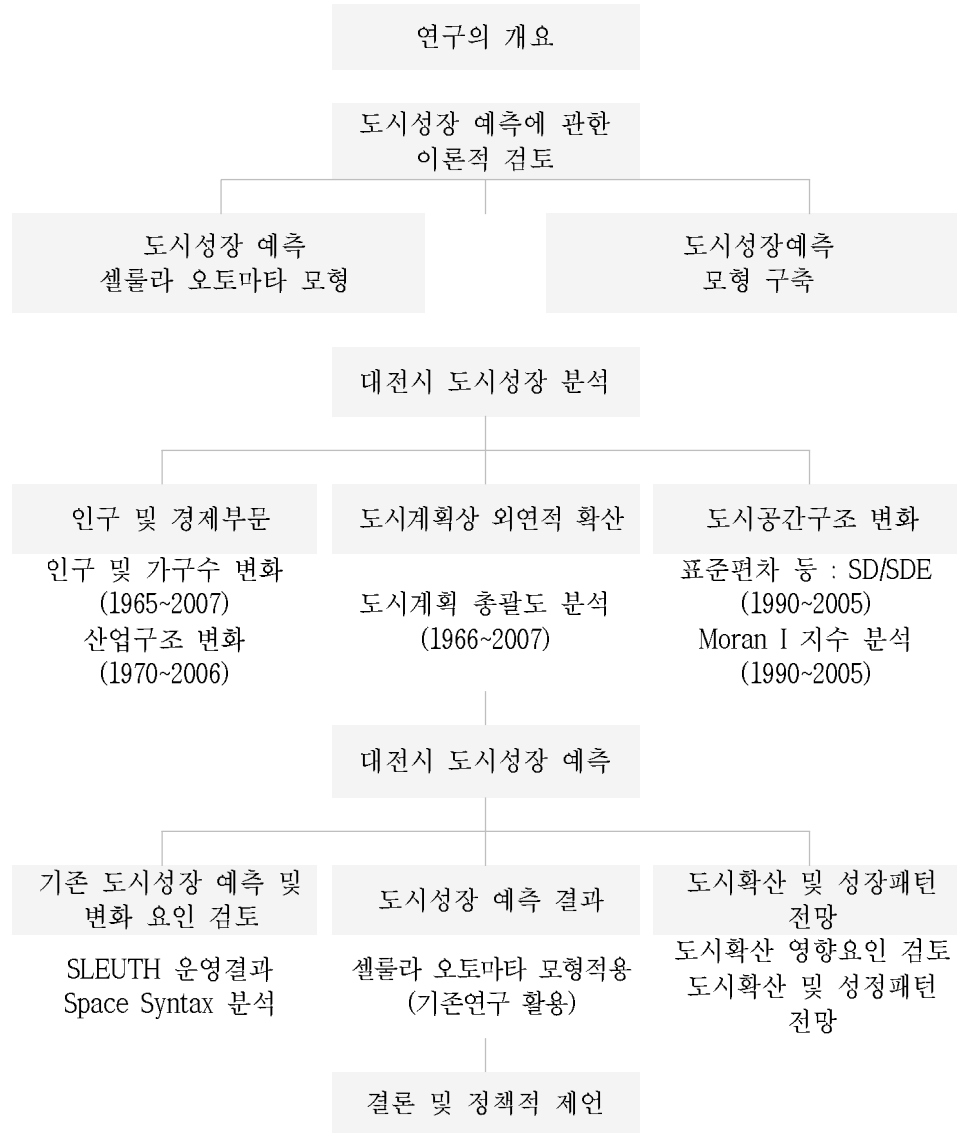 연구의 개요
도시성장 예측에 관한
이론적 검토
도시성장 예측
셀룰라 오토마타 모형
도시성장예측
모형 구축
대전시 도시성장 분석
인구 및 경제부문
인구 및 가구수 변화
(1965~2007)
산업구조 변화
(1970~2006)
도시계획상 외연적 확산
도시계획 총괄도 분석
(1966~2007)
도시공간구조 변화
표준편차 등 : SD/SDE
(1990~2005)
Moran I 지수 분석
(1990~2005)
대전시 도시성장 예측
기존 도시성장 예측 및
변화 요인 검토
SLEUTH 운영결과
Space Syntax 분석
도시성장 예측 결과
셀룰라 오토마타 모형적용
(기존연구 활용)
도시확산 및 성장패턴
전망
도시확산 영향요인 검토
도시확산 및 성정패턴
전망
결론 및 정책적 제언